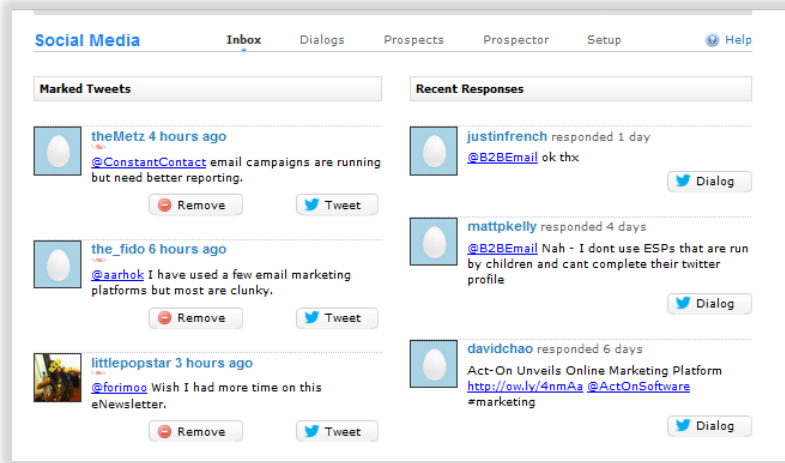 Social Media Inbox Dialogs Prospects Prospector Setup Help
Marked Tweets
theMetz 4 hours ago
@ConstantContact email campaigns are running
but need better reporting.
Remove Tweet
the_fido 6 hours ago
@aarhok I have used a few email marketing
platforms but most are clunky.
Remove Tweet
littlepopstar 3 hours ago
@forimoo Wish I had more time on this
eNewsletter.
Remove Tweet
Recent Responses
justinfrench responded 1 day
@B2BEmail ok thx
Dialog
mattpkelly responded 4 days
@B2BEmail Nah - I dont use ESPs that are run
by children and cant complete their twitter
profile
Dialog
davidchao responded 6 days
Act-On Unveils Online Marketing Platform
http://ow.ly/4nmAa @ActOnSoftware
#marketing
Dialog